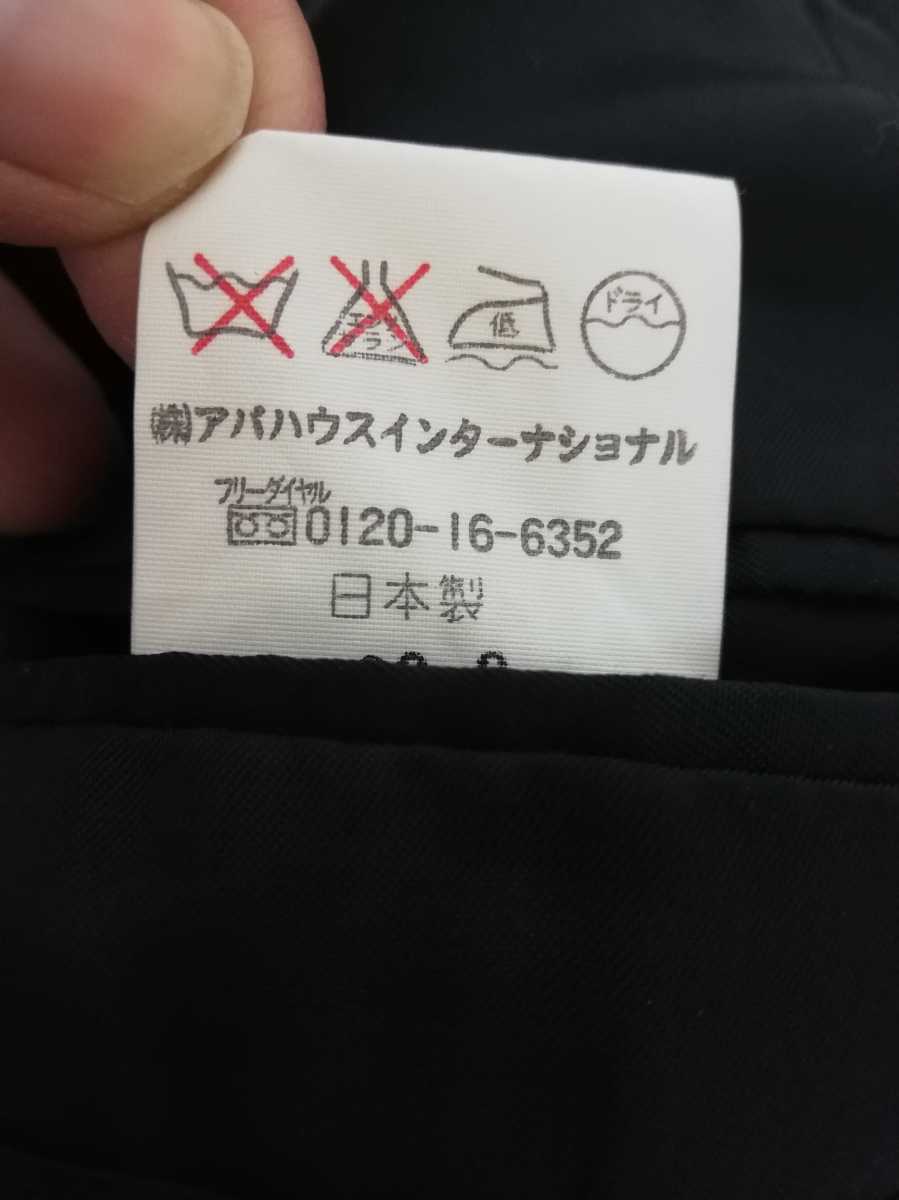 エンソ
サラシ
低
ドライ
㈱アパハウスインターナショナル
フリーダイヤル
0120-16-6352
日本製